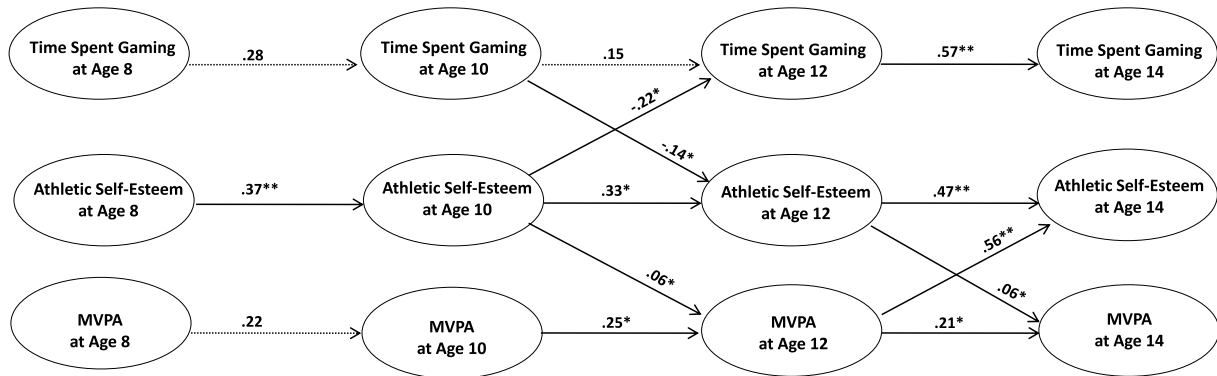 Time Spent Gaming
at Age 8
.28
Time Spent Gaming
at Age 10
.15
Time Spent Gaming
at Age 12
.57**
Time Spent Gaming
at Age 14
-.22*
-.14*
Athletic Self-Esteem
at Age 8
.37**
Athletic Self-Esteem
at Age 10
.33*
Athletic Self-Esteem
at Age 12
.47**
Athletic Self-Esteem
at Age 14
.06*
.56**
.06*
MVPA
at Age 8
.22
MVPA
at Age 10
.25*
MVPA
at Age 12
.21*
MVPA
at Age 14